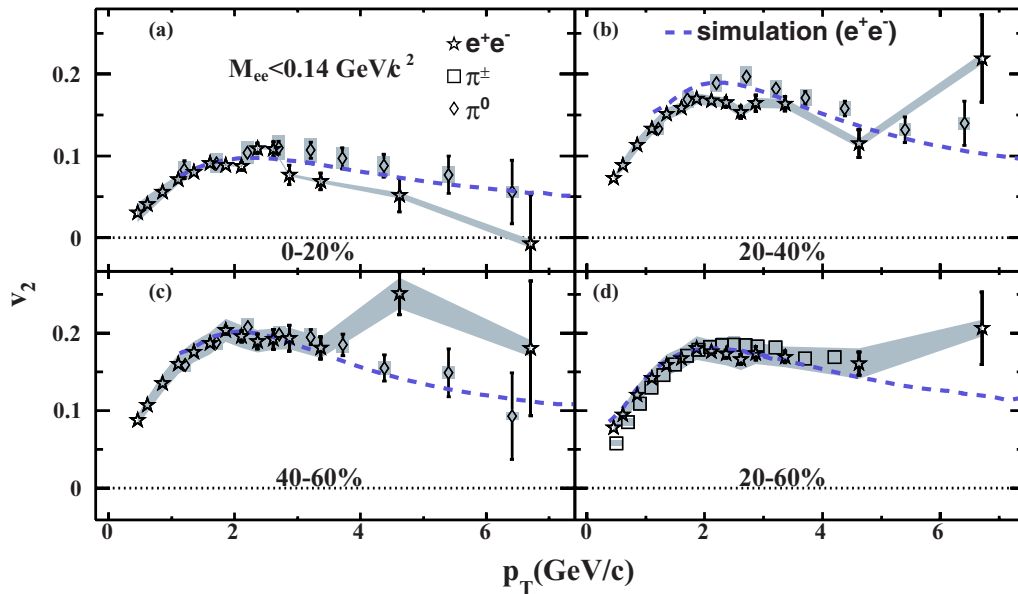 (a)
e⁺e⁻
M_ee<0.14 GeV/c²
π±
π⁰
0.2
0.1
0
0-20%
(b)
simulation (e⁺e⁻)
20-40%
v₂
(c)
0.2
0.1
0
40-60%
(d)
20-60%
0 2 4 6
0 2 4 6
p_T(GeV/c)